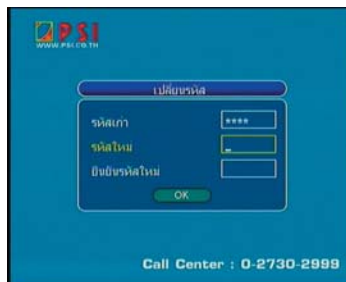 PSI
WWW.PSI.CO.TH
เปลี่ยนรหัส
รหัสเก่า ****
รหัสใหม่ _
ยืนยันรหัสใหม่
OK
Call Center : 0-2730-2999